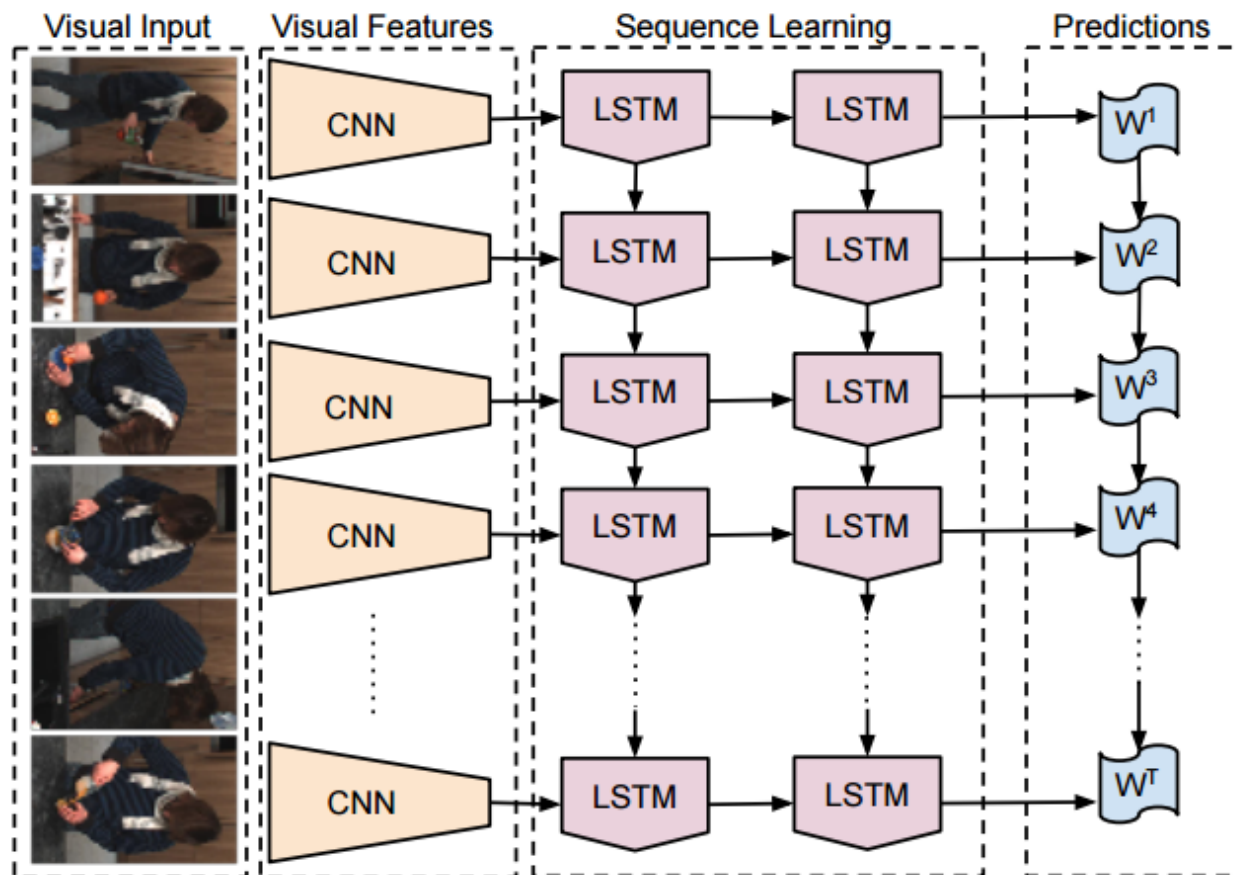 Visual Input Visual Features Sequence Learning Predictions
CNN LSTM LSTM W¹
CNN LSTM LSTM W²
CNN LSTM LSTM W³
CNN LSTM LSTM W⁴
CNN LSTM LSTM Wᵀ